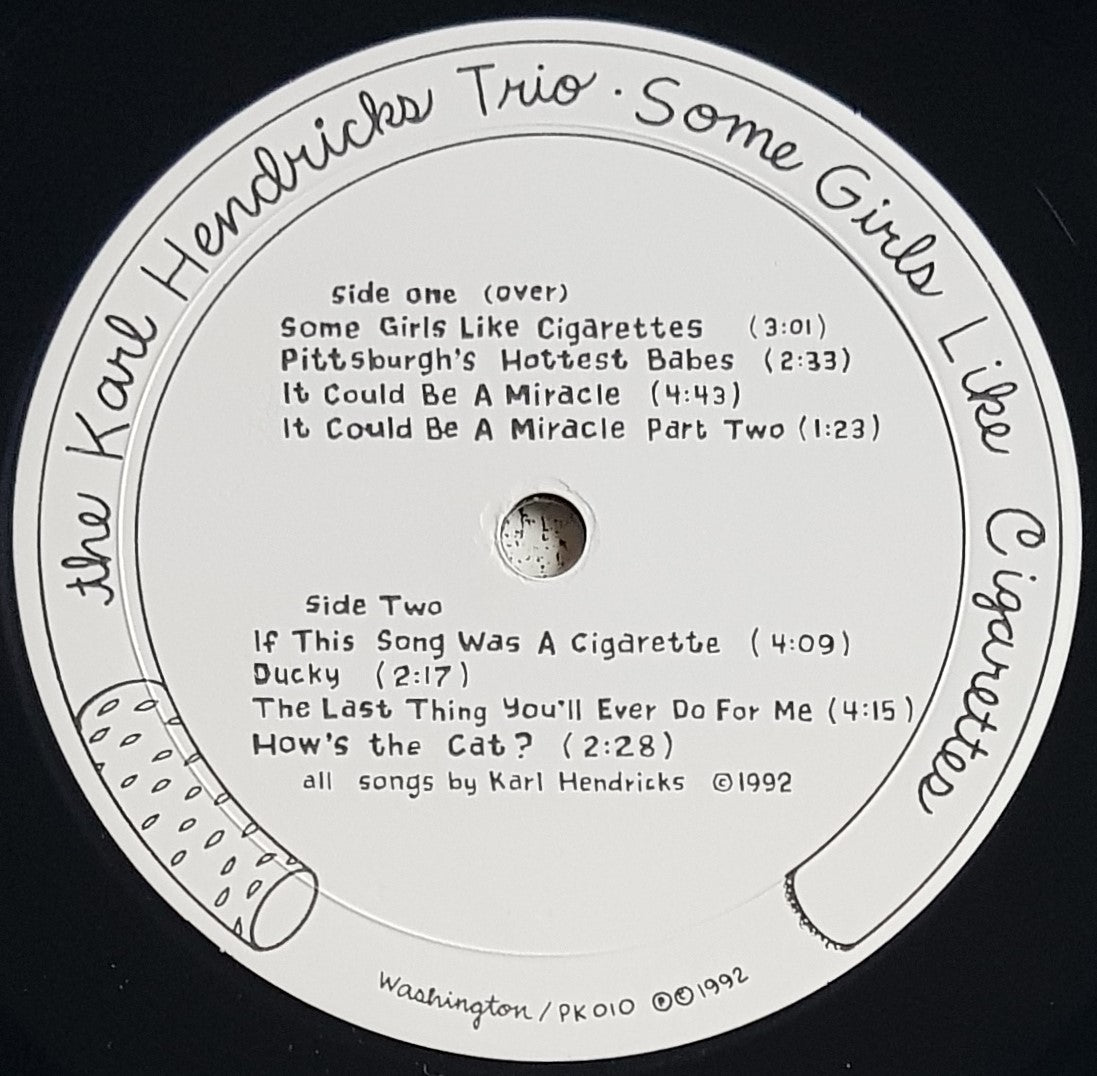 the Karl Hendricks Trio · Some Girls Like Cigarettes
Side one (over)
Some Girls Like Cigarettes (3:01)
Pittsburgh's Hottest Babes (2:33)
It Could Be A Miracle (4:43)
It Could Be A Miracle Part Two (1:23)
Side Two
If This Song Was A Cigarette (4:09)
Ducky (2:17)
The Last Thing You'll Ever Do For Me (4:15)
How's the Cat? (2:28)
all songs by Karl Hendricks ©1992
Washington / PK010 ℗©1992